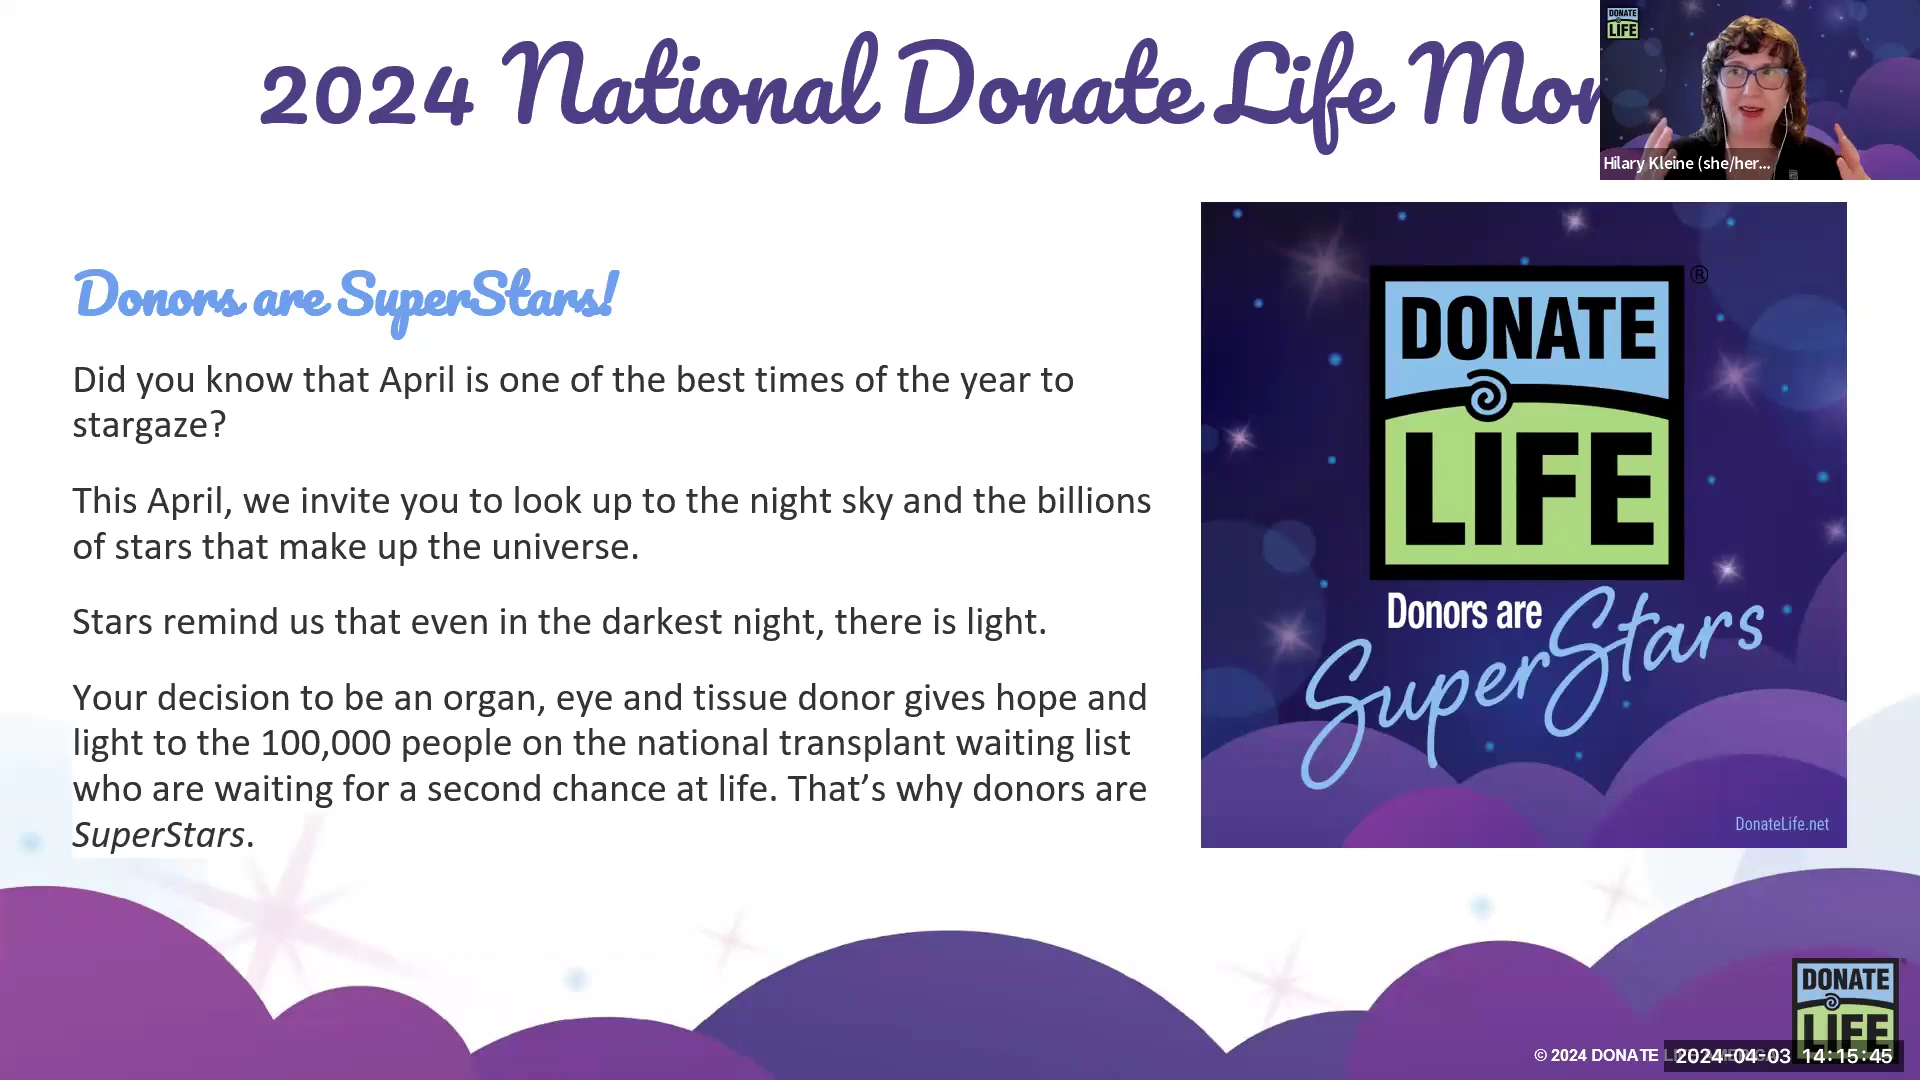 2024 National Donate Life Mon
DONATE
LIFE
Hilary Kleine (she/her...
Donors are SuperStars!
Did you know that April is one of the best times of the year to
stargaze?
This April, we invite you to look up to the night sky and the billions
of stars that make up the universe.
Stars remind us that even in the darkest night, there is light.
Your decision to be an organ, eye and tissue donor gives hope and
light to the 100,000 people on the national transplant waiting list
who are waiting for a second chance at life. That’s why donors are
SuperStars.
DONATE
LIFE
®
Donors are
SuperStars
DonateLife.net
DONATE
LIFE
© 2024 DONATE
2024-04-03 14:15:45